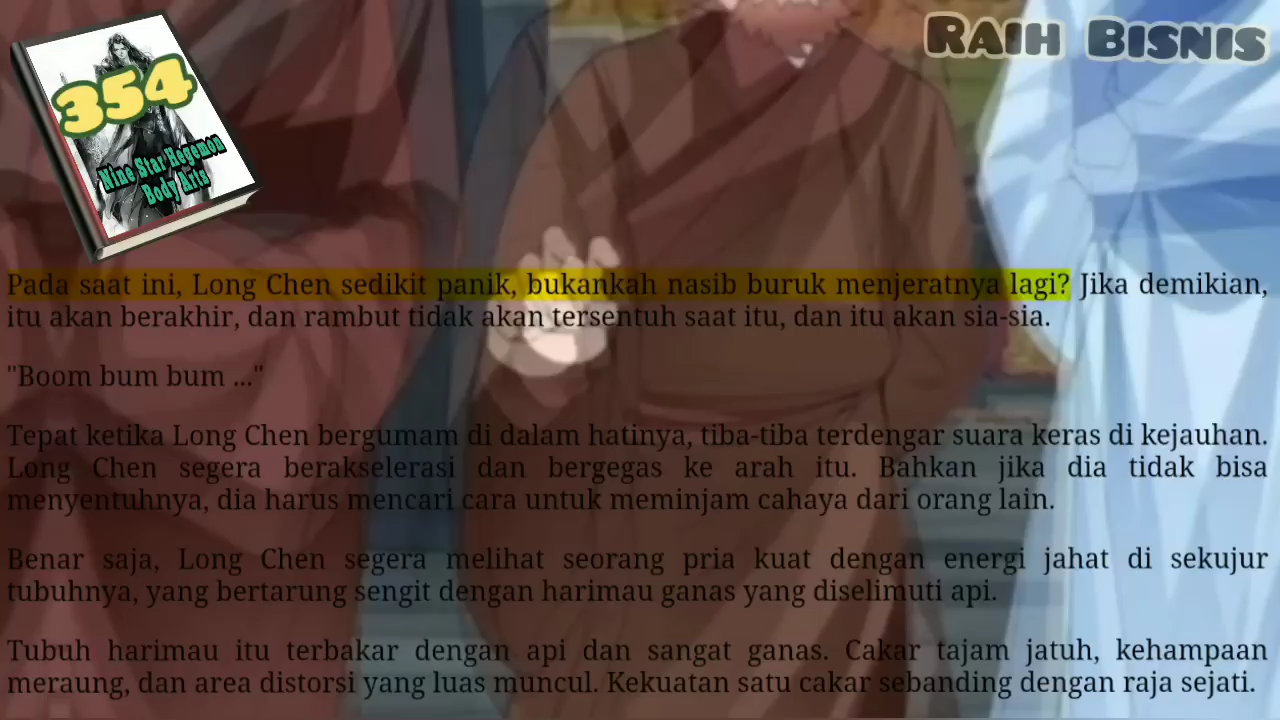 354
Nine Star Hegemon
Body Arts
Raih Bisnis
Pada saat ini, Long Chen sedikit panik, bukankah nasib buruk menjeratnya lagi? Jika demikian,
itu akan berakhir, dan rambut tidak akan tersentuh saat itu, dan itu akan sia-sia.
"Boom bum bum ..."
Tepat ketika Long Chen bergumam di dalam hatinya, tiba-tiba terdengar suara keras di kejauhan.
Long Chen segera berakselerasi dan bergegas ke arah itu. Bahkan jika dia tidak bisa
menyentuhnya, dia harus mencari cara untuk meminjam cahaya dari orang lain.
Benar saja, Long Chen segera melihat seorang pria kuat dengan energi jahat di sekujur
tubuhnya, yang bertarung sengit dengan harimau ganas yang diselimuti api.
Tubuh harimau itu terbakar dengan api dan sangat ganas. Cakar tajam jatuh, kehampaan
meraung, dan area distorsi yang luas muncul. Kekuatan satu cakar sebanding dengan raja sejati.